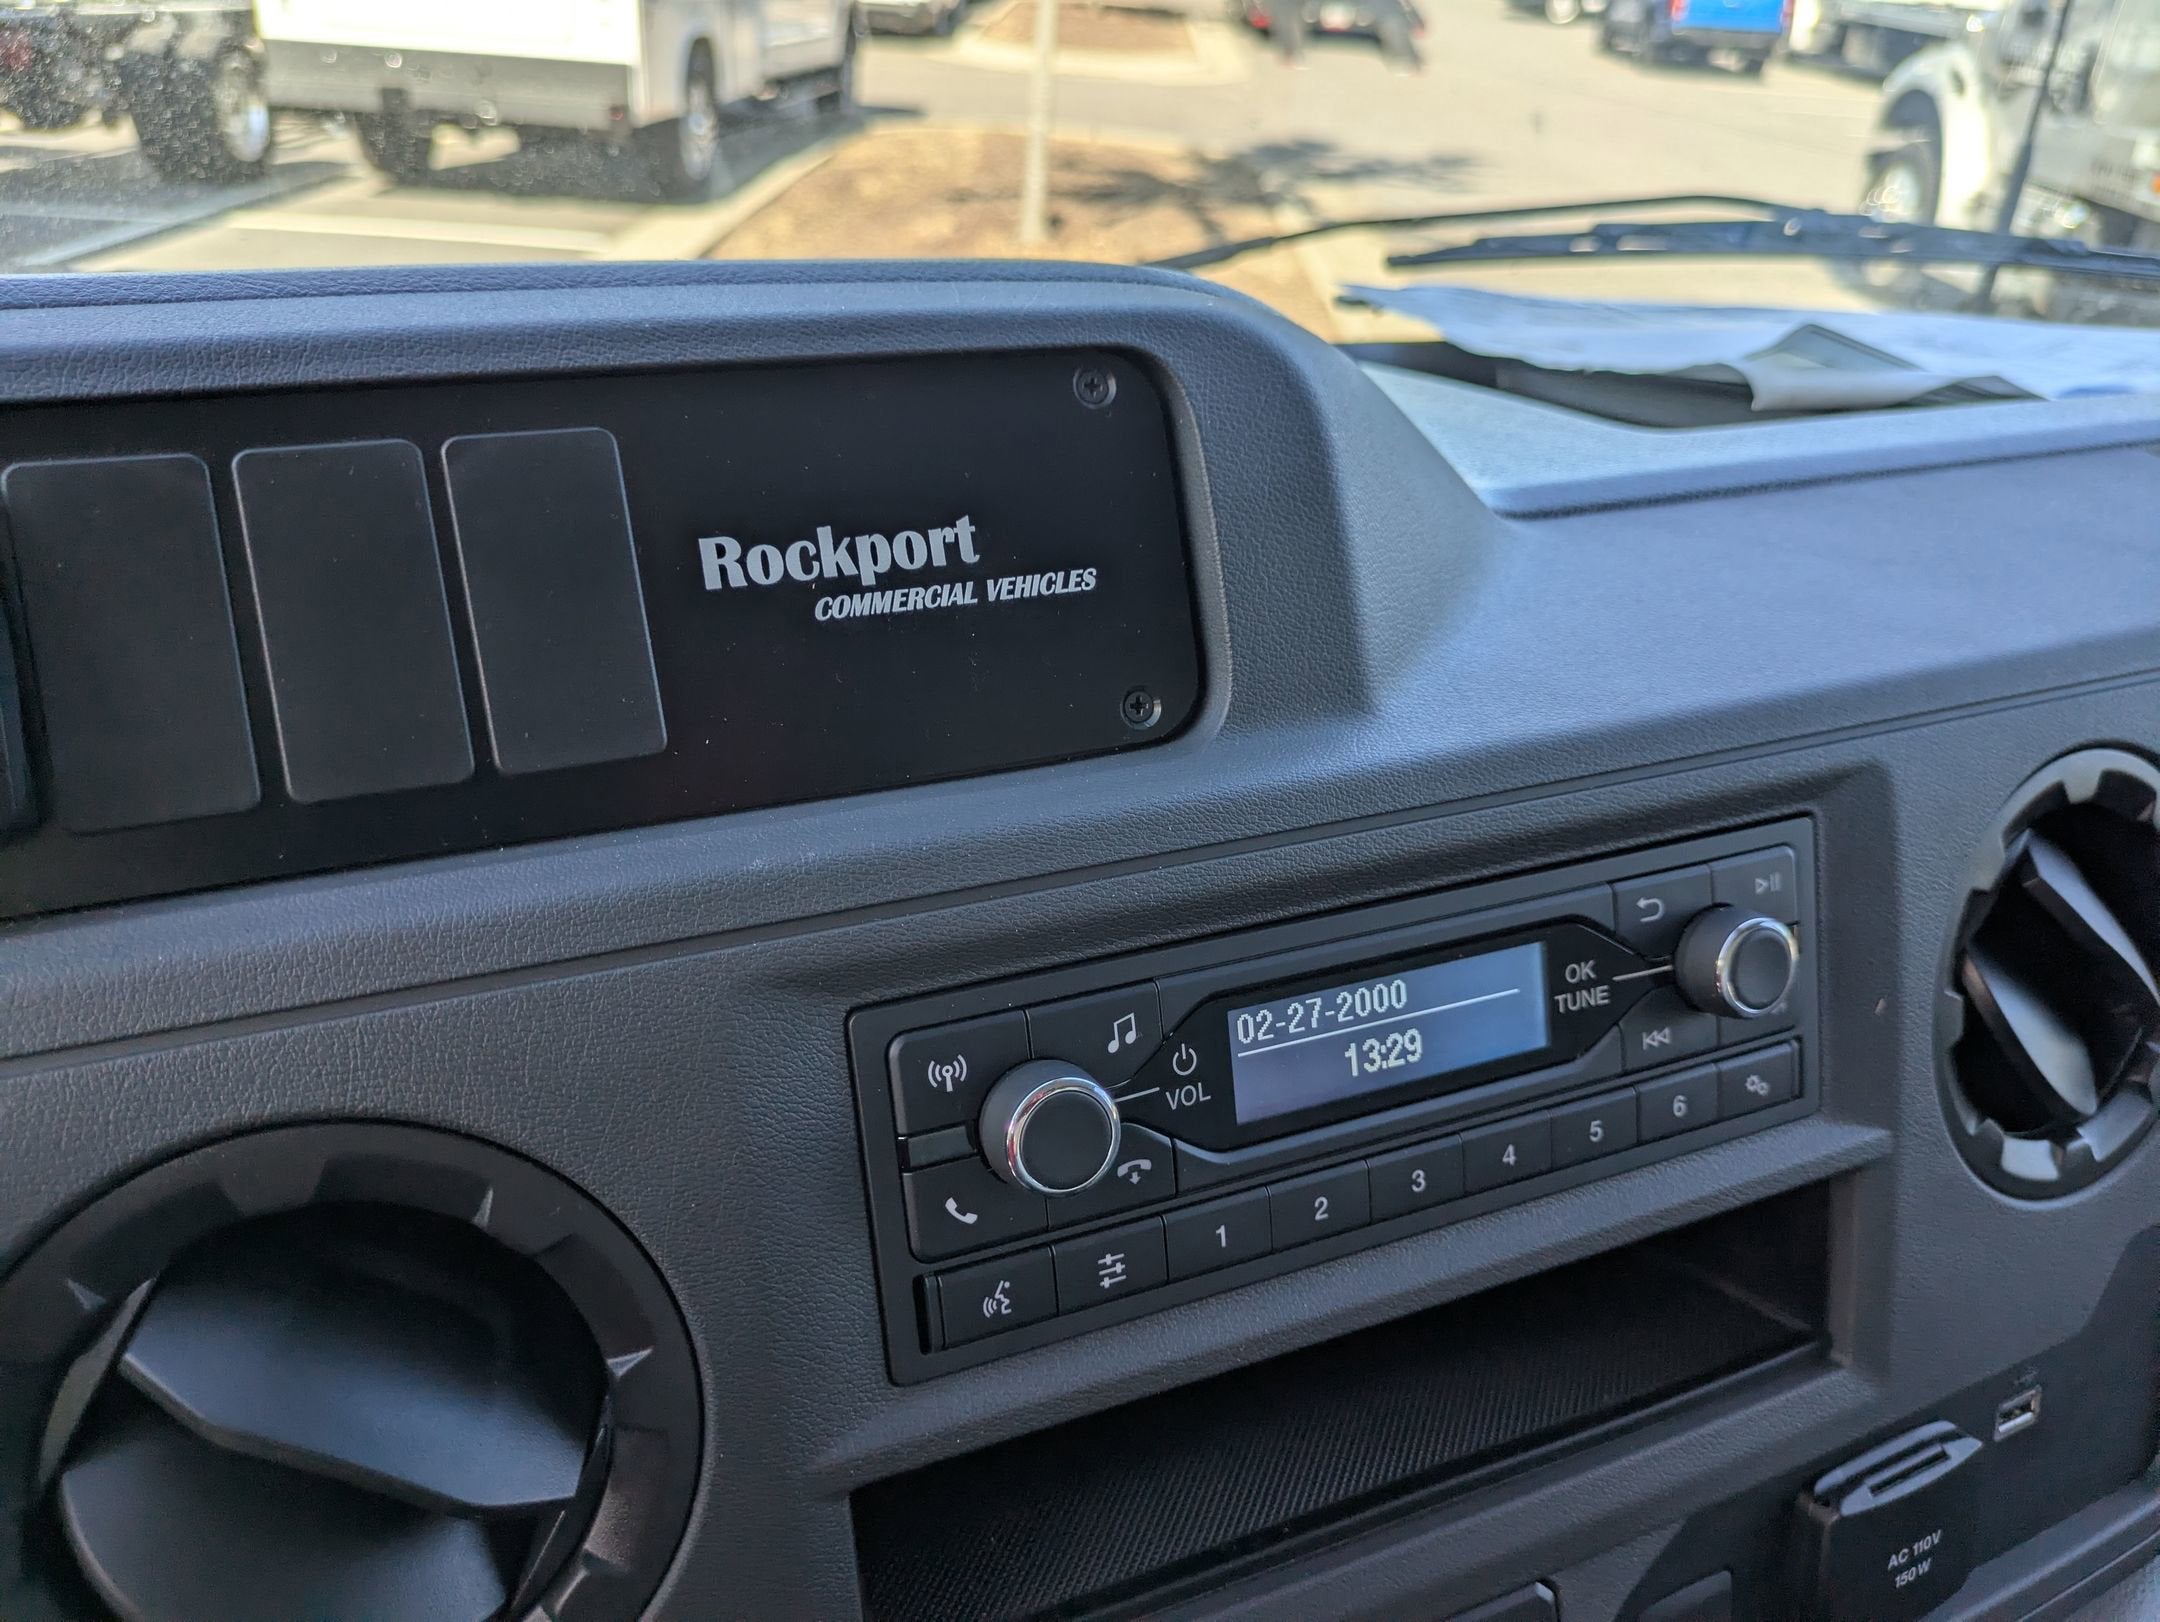 Rockport
COMMERCIAL VEHICLES
02-27-2000
13:29
VOL
OK
TUNE
1
2
3
4
5
6
AC 110V
150W